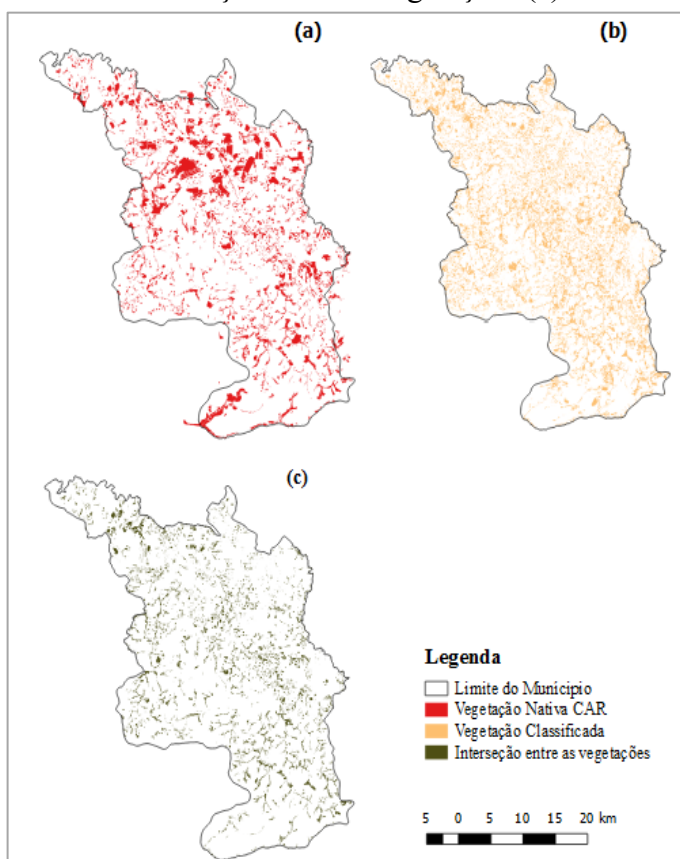 (a)
(b)
(c)
Legenda
Limite do Municipio
Vegetação Nativa CAR
Vegetação Classificada
Interseção entre as vegetações
5 0 5 10 15 20 km